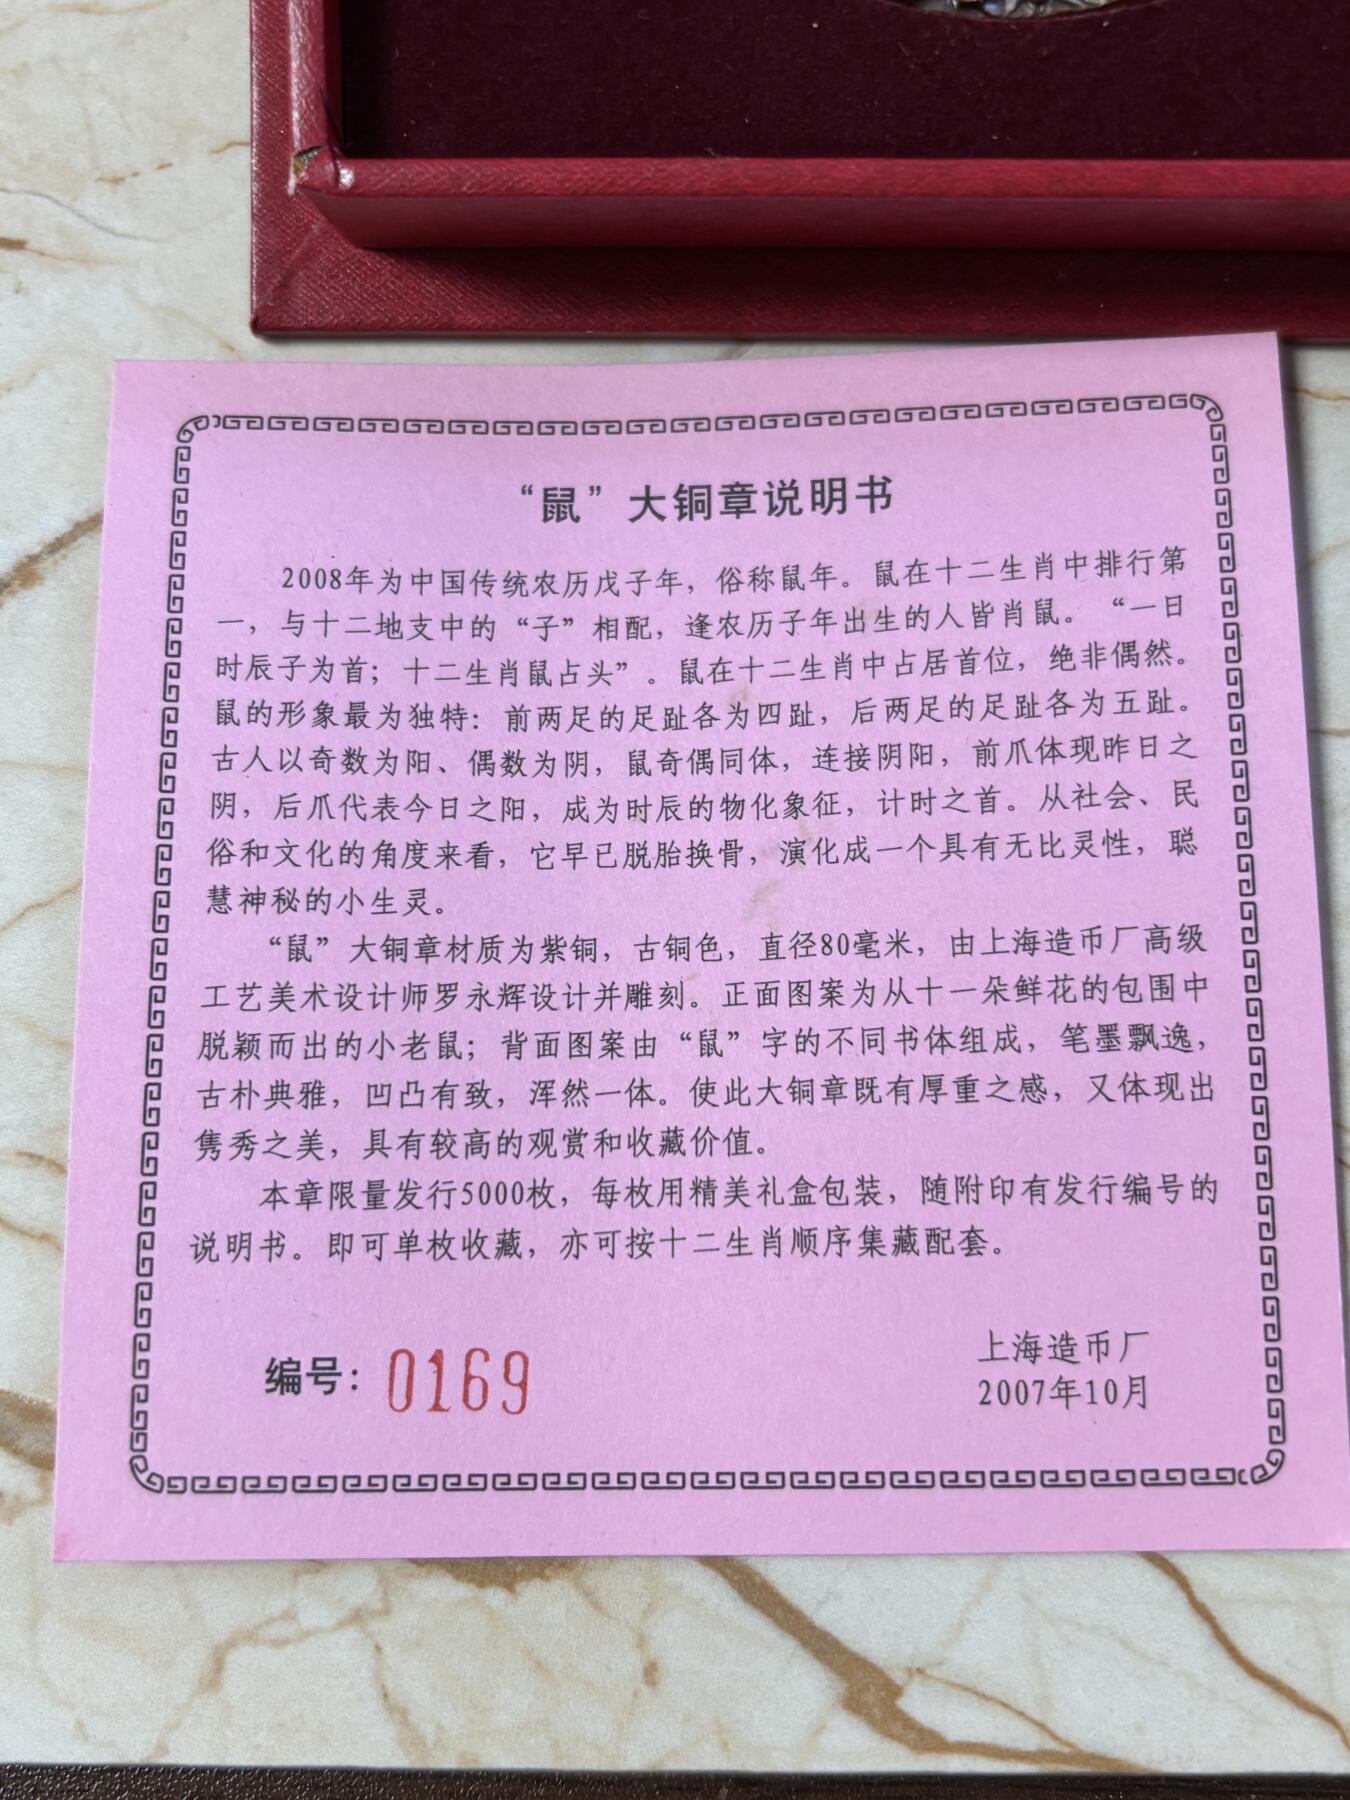 “鼠”大铜章说明书
2008年为中国传统农历戊子年，俗称鼠年。鼠在十二生肖中排行第
一，与十二地支中的“子”相配，逢农历子年出生的人皆肖鼠。“一日
时辰子为首；十二生肖鼠占头”。鼠在十二生肖中占居首位，绝非偶然。
鼠的形象最为独特：前两足的足趾各为四趾，后两足的足趾各为五趾。
古人以奇数为阳、偶数为阴，鼠奇偶同体，连接阴阳，前爪体现昨日之
阴，后爪代表今日之阳，成为时辰的物化象征，计时之首。从社会、民
俗和文化的角度来看，它早已脱胎换骨，演化成一个具有无比灵性，聪
慧神秘的小生灵。
“鼠”大铜章材质为紫铜，古铜色，直径80毫米，由上海造币厂高级
工艺美术设计师罗永辉设计并雕刻。正面图案为从十一朵鲜花的包围中
脱颖而出的小老鼠；背面图案由“鼠”字的不同书体组成，笔墨飘逸，
古朴典雅，凹凸有致，浑然一体。使此大铜章既有厚重之感，又体现出
隽秀之美，具有较高的观赏和收藏价值。
本章限量发行5000枚，每枚用精美礼盒包装，随附印有发行编号的
说明书。即可单枚收藏，亦可按十二生肖顺序集藏配套。
编号：0169
上海造币厂
2007年10月